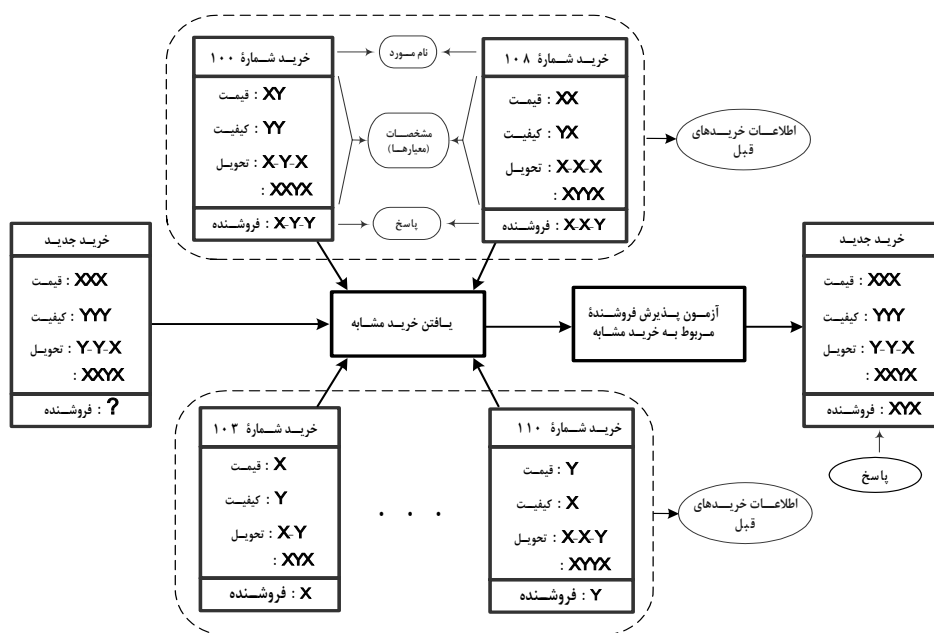 خرید شمارهٔ ۱۰۰
قیمت : XY
کیفیت : YY
تحویل : X-Y-X
: XXYX
فروشنده : X-Y-Y
نام مورد
مشخصات
(معیارها)
پاسخ
خرید شمارهٔ ۱۰۸
قیمت : XX
کیفیت : YX
تحویل : X-X-X
: XYYX
فروشنده : X-X-Y
اطلاعات خریدهای
قبل
خرید جدید
قیمت : XXX
کیفیت : YYY
تحویل : Y-Y-X
: XXYX
فروشنده : ?
یافتن خرید مشابه
آزمون پذیرش فروشندهٔ
مربوط به خرید مشابه
خرید جدید
قیمت : XXX
کیفیت : YYY
تحویل : Y-Y-X
: XXYX
فروشنده : XYX
پاسخ
خرید شمارهٔ ۱۰۳
قیمت : X
کیفیت : Y
تحویل : X-Y
: XYX
فروشنده : X
. . .
خرید شمارهٔ ۱۱۰
قیمت : Y
کیفیت : X
تحویل : X-X-Y
: XYYX
فروشنده : Y
اطلاعات خریدهای
قبل